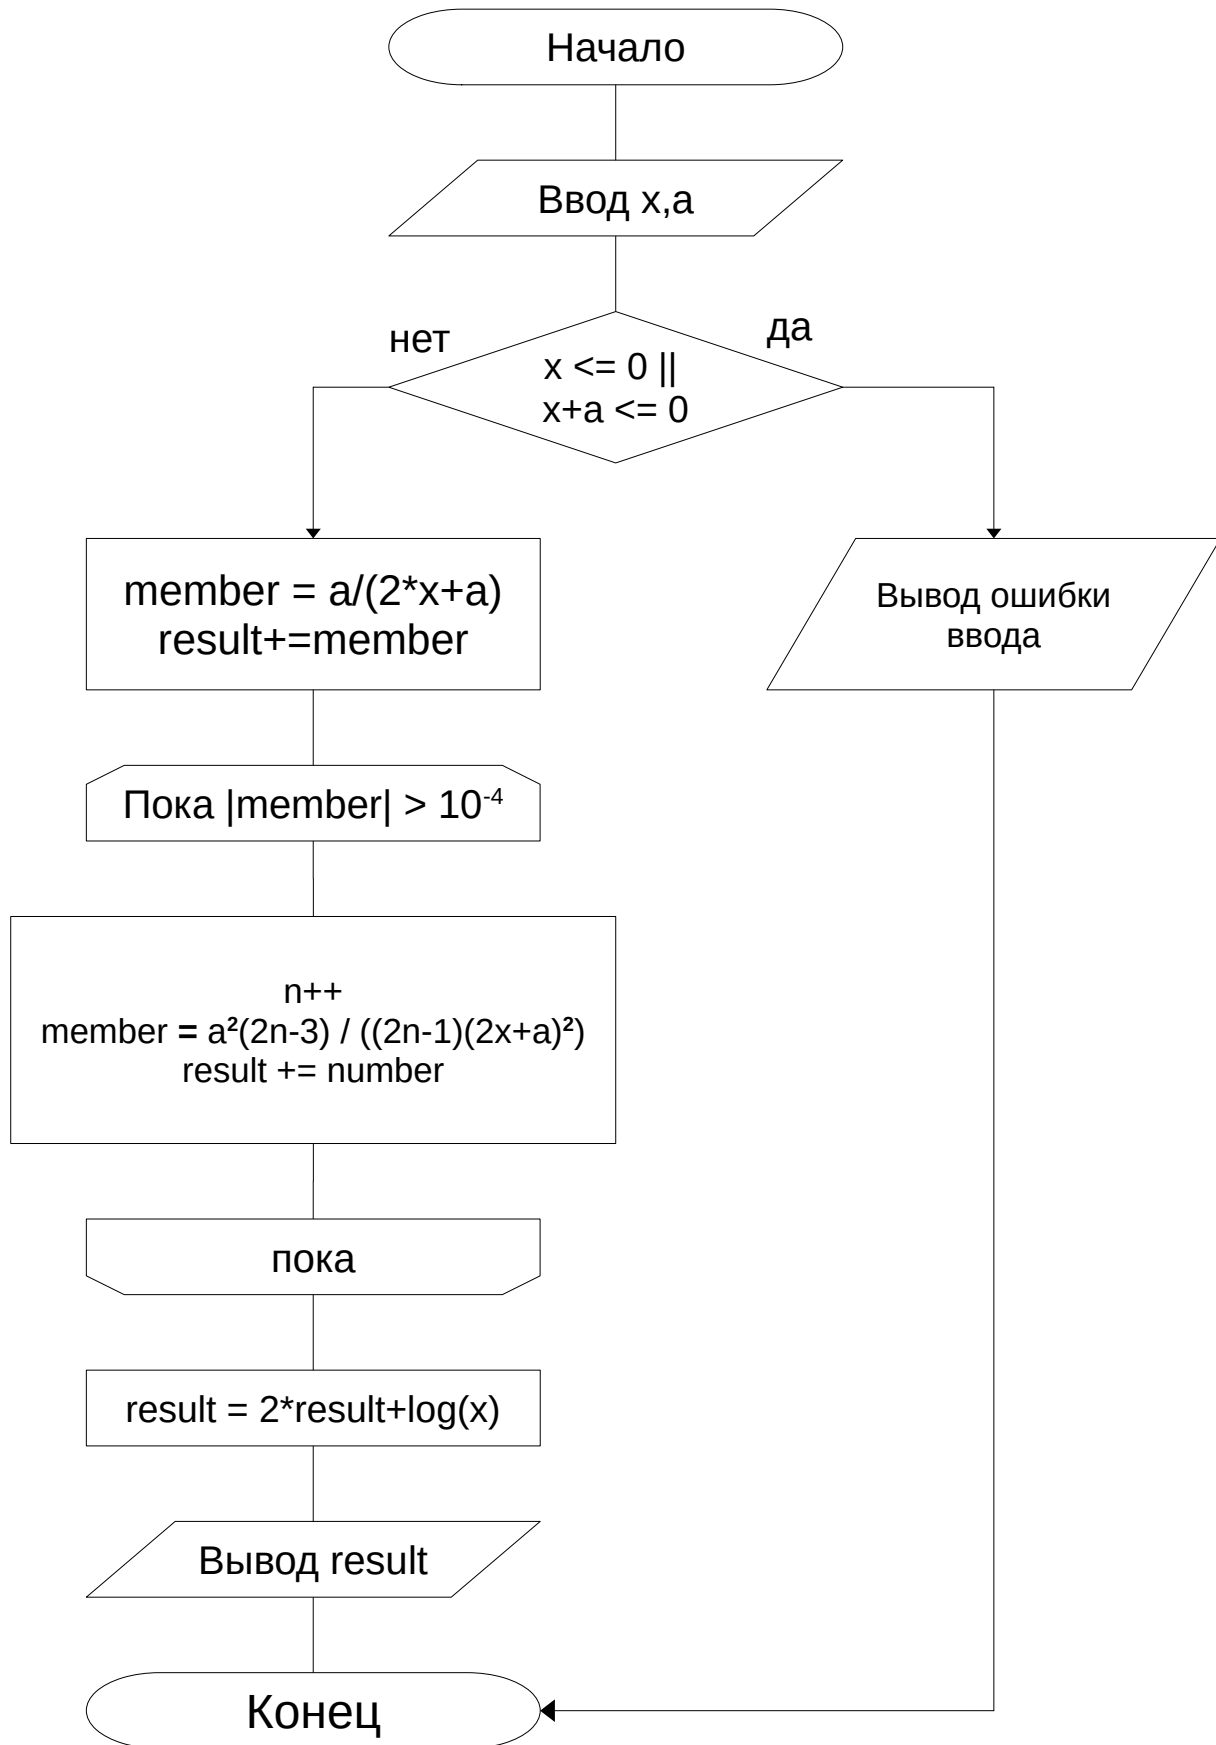 Начало
Ввод x,a
нет
да
x <= 0 ||
x+a <= 0
member = a/(2*x+a)
result+=member
Вывод ошибки
ввода
Пока |member| > 10⁻⁴
n++
member = a²(2n-3) / ((2n-1)(2x+a)²)
result += number
пока
result = 2*result+log(x)
Вывод result
Конец